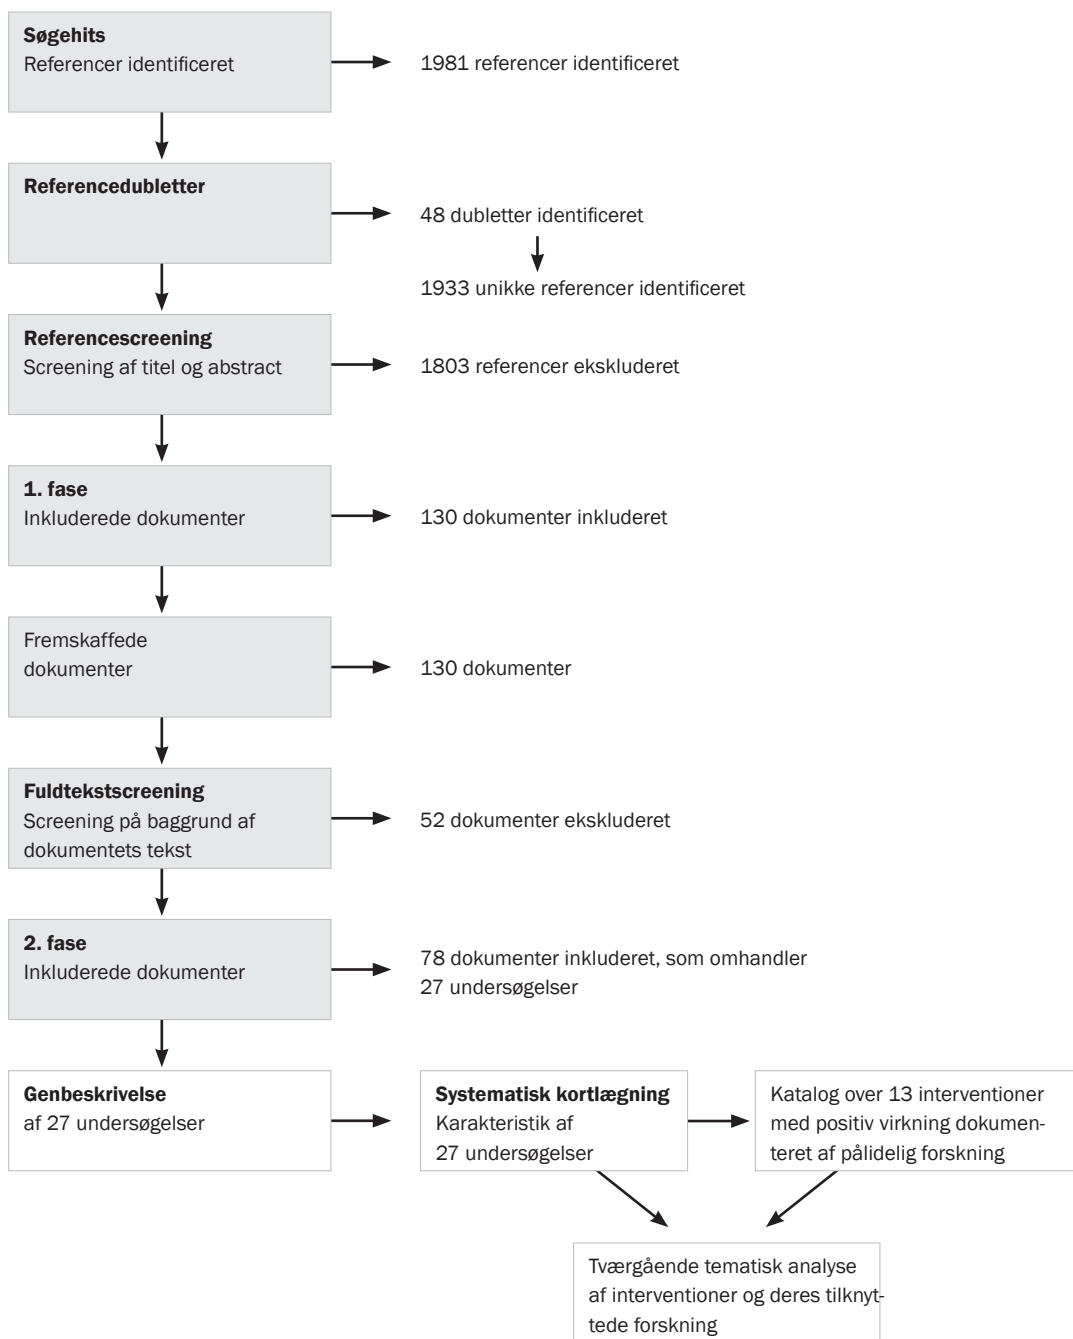 Søgehits
Referencer identificeret
1981 referencer identificeret
Referencedubletter
48 dubletter identificeret
1933 unikke referencer identificeret
Referencescreening
Screening af titel og abstract
1803 referencer ekskluderet
1. fase
Inkluderede dokumenter
130 dokumenter inkluderet
Fremskaffede
dokumenter
130 dokumenter
Fuldtekstscreening
Screening på baggrund af
dokumentets tekst
52 dokumenter ekskluderet
2. fase
Inkluderede dokumenter
78 dokumenter inkluderet, som omhandler
27 undersøgelser
Genbeskrivelse
af 27 undersøgelser
Systematisk kortlægning
Karakteristik af
27 undersøgelser
Katalog over 13 interventioner
med positiv virkning dokumen-
teret af pålidelig forskning
Tværgående tematisk analyse
af interventioner og deres tilknyt-
tede forskning